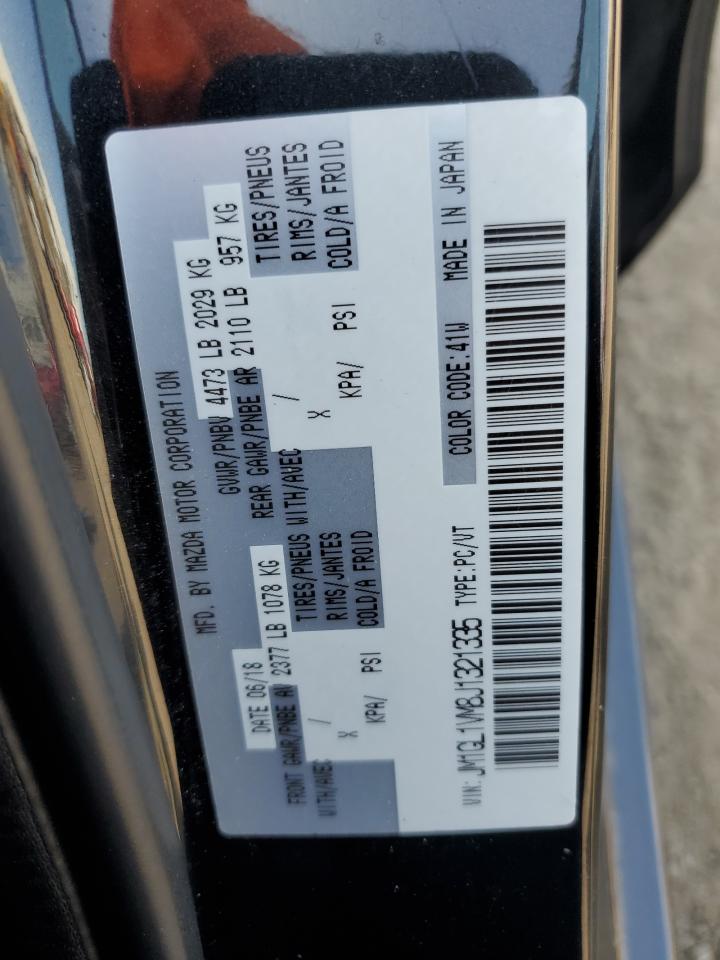 MFD. BY MAZDA MOTOR CORPORATION
DATE 06/18 GVWR/PNBV 4473 LB 2029 KG
FRONT GAWR/PNBE AV 2377 LB 1078 KG REAR GAWR/PNBE AR 2110 LB 957 KG
WITH/AVEC / TIRES/PNEUS WITH/AVEC / TIRES/PNEUS
X RIMS/JANTES X RIMS/JANTES
KPA/ PSI COLD/A FROID KPA/ PSI COLD/A FROID
COLOR CODE:41W MADE IN JAPAN
VIN: JM1GL1VM8J1321335 TYPE:PC/VT